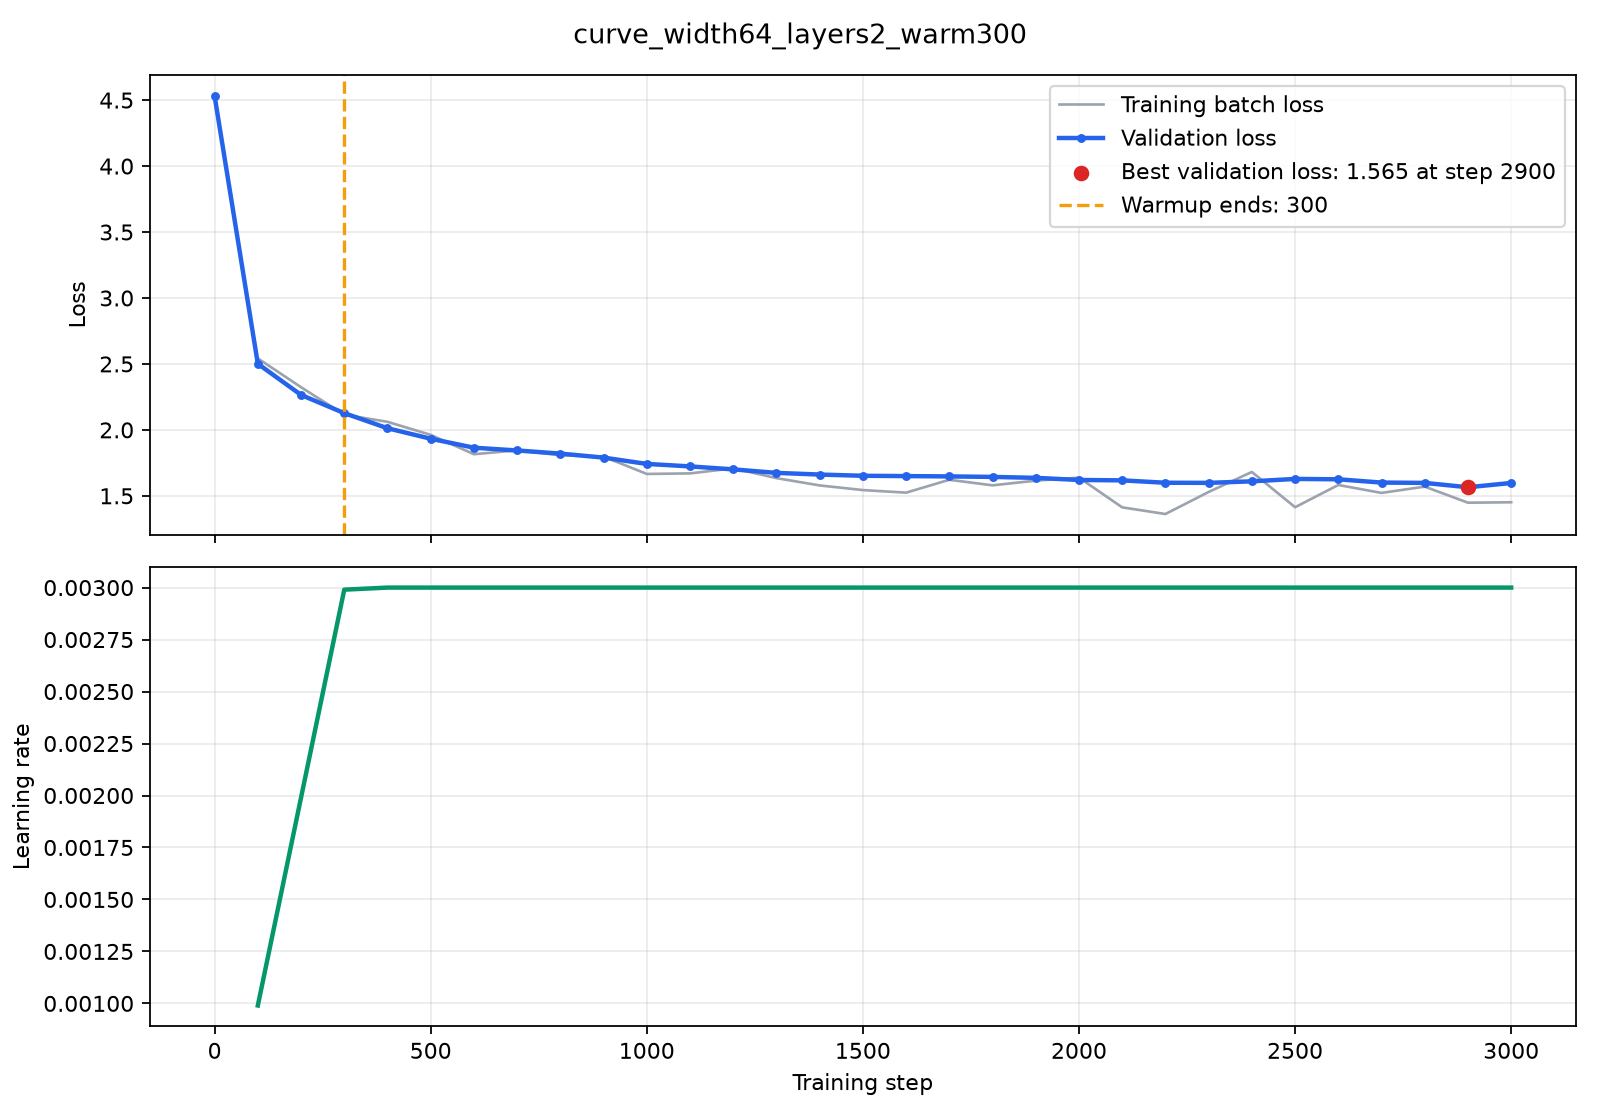 curve_width64_layers2_warm300
Training batch loss
Validation loss
Best validation loss: 1.565 at step 2900
Warmup ends: 300
Loss
4.5
4.0
3.5
3.0
2.5
2.0
1.5
Learning rate
0.00300
0.00275
0.00250
0.00225
0.00200
0.00175
0.00150
0.00125
0.00100
0 500 1000 1500 2000 2500 3000
Training step